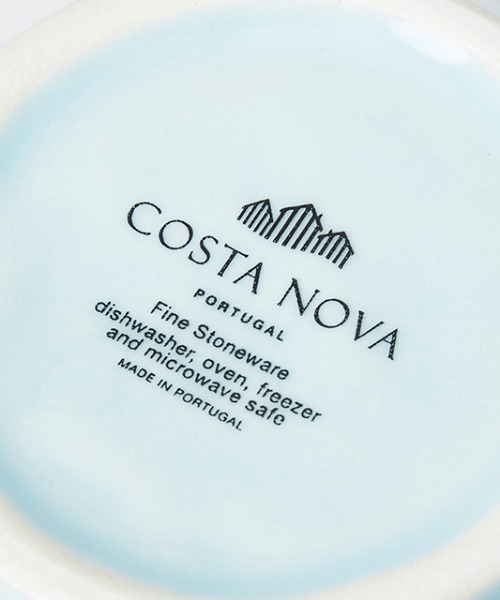 COSTA NOVA
PORTUGAL
Fine Stoneware
dishwasher, oven, freezer
and microwave safe
MADE IN PORTUGAL